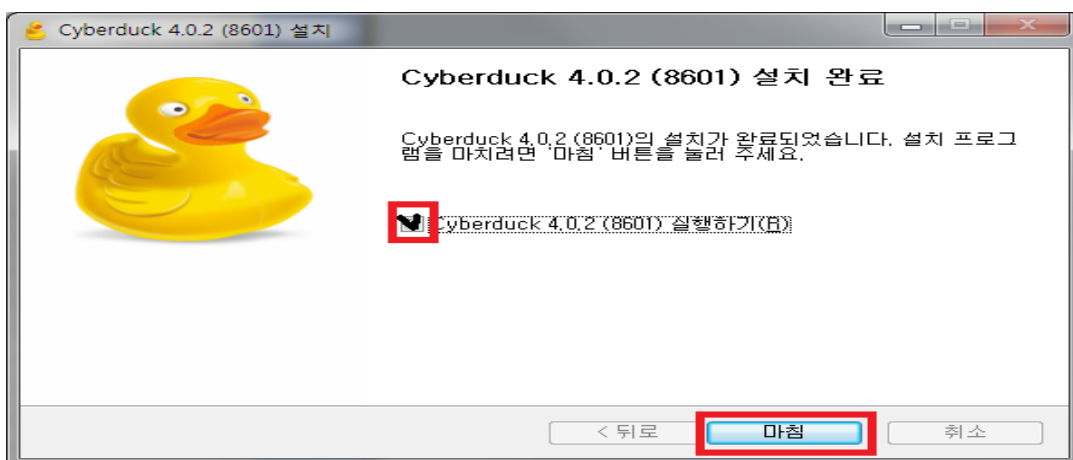 Cyberduck 4.0.2 (8601) 설치
Cyberduck 4.0.2 (8601) 설치 완료
Cyberduck 4.0.2 (8601)의 설치가 완료되었습니다. 설치 프로그
램을 마치려면 '마침' 버튼을 눌러 주세요.
Cyberduck 4.0.2 (8601) 실행하기(R)
< 뒤로
마침
취소